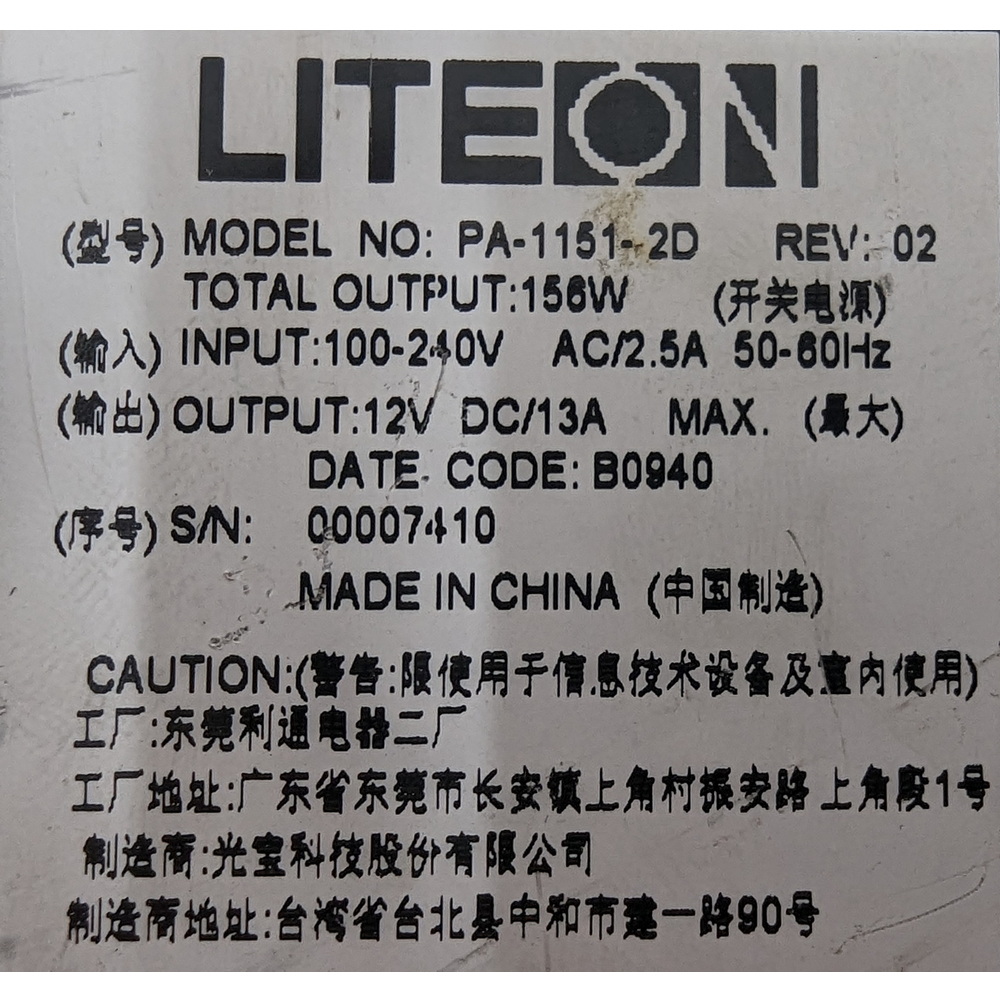 LITEON
(型号) MODEL NO: PA-1151-2D REV: 02
TOTAL OUTPUT:156W (开关电源)
(输入) INPUT:100-240V AC/2.5A 50-60Hz
(输出) OUTPUT:12V DC/13A MAX. (最大)
DATE CODE: B0940
(序号) S/N: 00007410
MADE IN CHINA (中国制造)
CAUTION:(警告:限使用于信息技术设备及室内使用)
工厂:东莞利通电器二厂
工厂地址:广东省东莞市长安镇上角村振安路上角段1号
制造商:光宝科技股份有限公司
制造商地址:台湾省台北县中和市建一路90号